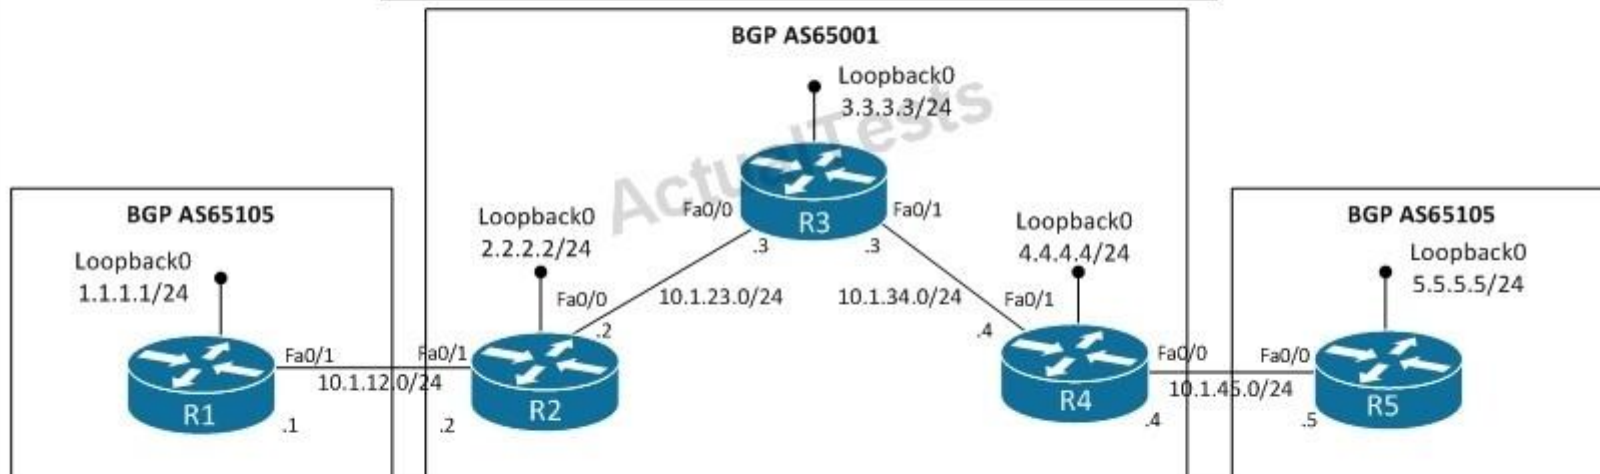 BGP AS65001
Loopback0
3.3.3.3/24
ActualTests
R3
Fa0/0
Fa0/1
.3
.3
BGP AS65105
Loopback0
1.1.1.1/24
R1
Fa0/1
.1
10.1.12.0/24
Loopback0
2.2.2.2/24
Fa0/0
.2
Fa0/1
.2
R2
10.1.23.0/24
10.1.34.0/24
Loopback0
4.4.4.4/24
Fa0/1
.4
R4
Fa0/0
.4
10.1.45.0/24
BGP AS65105
Loopback0
5.5.5.5/24
Fa0/0
.5
R5